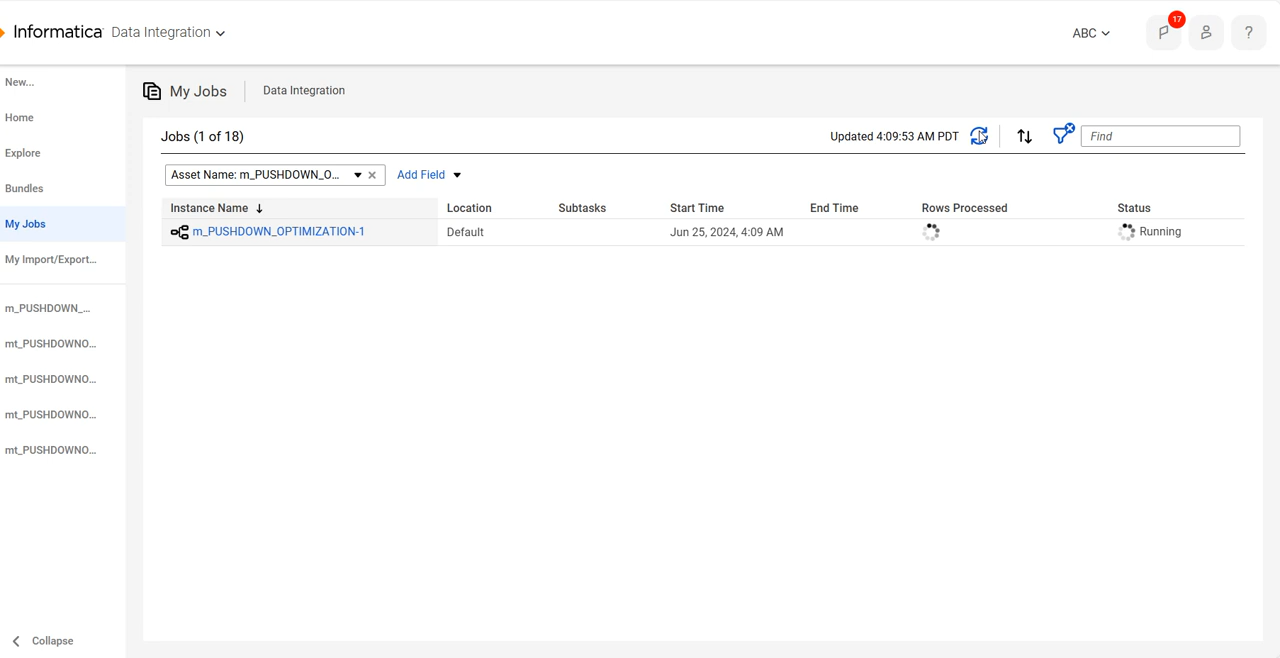 Informatica Data Integration
ABC
17
?
New...
Home
Explore
Bundles
My Jobs
My Import/Export...
m_PUSHDOWN_...
mt_PUSHDOWNO...
mt_PUSHDOWNO...
mt_PUSHDOWNO...
mt_PUSHDOWNO...
Collapse
My Jobs Data Integration
Jobs (1 of 18)
Updated 4:09:53 AM PDT
Find
Asset Name: m_PUSHDOWN_O...
Add Field
Instance Name Location Subtasks Start Time End Time Rows Processed Status
m_PUSHDOWN_OPTIMIZATION-1 Default Jun 25, 2024, 4:09 AM Running